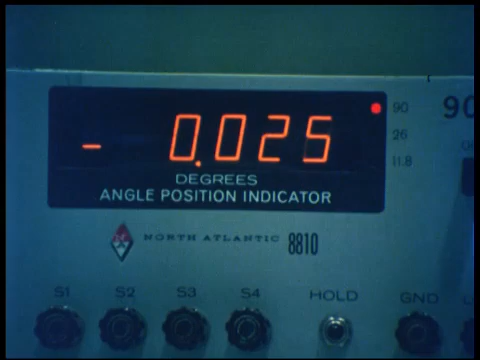 - 0.025
90
26
11.8
DEGREES
ANGLE POSITION INDICATOR
NORTH ATLANTIC 8810
S1 S2 S3 S4 HOLD GND
90